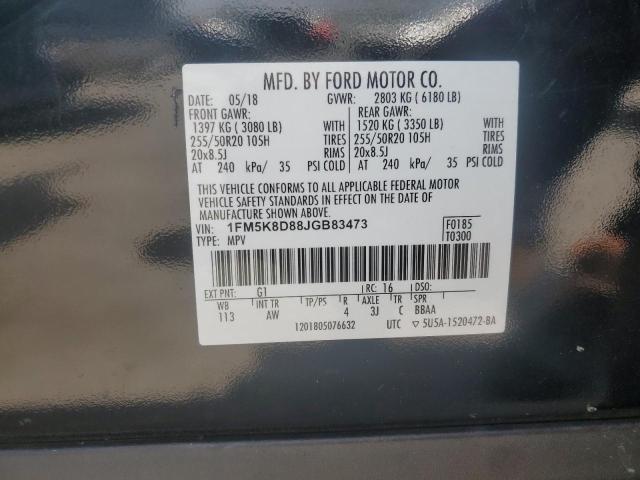 MFD. BY FORD MOTOR CO.
DATE: 05/18 GVWR: 2803 KG ( 6180 LB)
FRONT GAWR: REAR GAWR:
1397 KG ( 3080 LB) WITH 1520 KG ( 3350 LB) WITH
255/50R20 105H TIRES 255/50R20 105H TIRES
20x8.5J RIMS 20x8.5J RIMS
AT 240 kPa/ 35 PSI COLD AT 240 kPa/ 35 PSI COLD
THIS VEHICLE CONFORMS TO ALL APPLICABLE FEDERAL MOTOR
VEHICLE SAFETY STANDARDS IN EFFECT ON THE DATE OF
MANUFACTURE SHOWN ABOVE.
VIN: 1FM5K8D88JGB83473 F0185
TYPE: MPV T0300
EXT PNT: G1 RC: 16 DSO:
WB INT TR TP/PS R AXLE TR SPR
113 AW 4 3J C BBAA
1201805076632 UTC ▽ 5U5A-1520472-BA